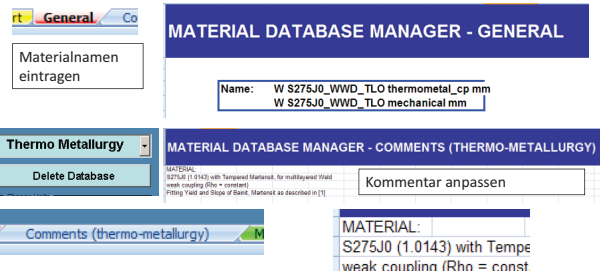 rt General Co
MATERIAL DATABASE MANAGER - GENERAL
Materialnamen
eintragen
Name: W S275J0_WWD_TLO thermometal_cp mm
W S275J0_WWD_TLO mechanical mm
Thermo Metallurgy
Delete Database
MATERIAL DATABASE MANAGER - COMMENTS (THERMO-METALLURGY)
MATERIAL:
S275J0 (1.0143) with Tempered Martensit, for multilayered Weld
weak coupling (Rho = constant)
Fitting Yield and Slope of Bainit, Martensit as described in [1]
Kommentar anpassen
Comments (thermo-metallurgy) M
MATERIAL:
S275J0 (1.0143) with Tempe
weak coupling (Rho = const.